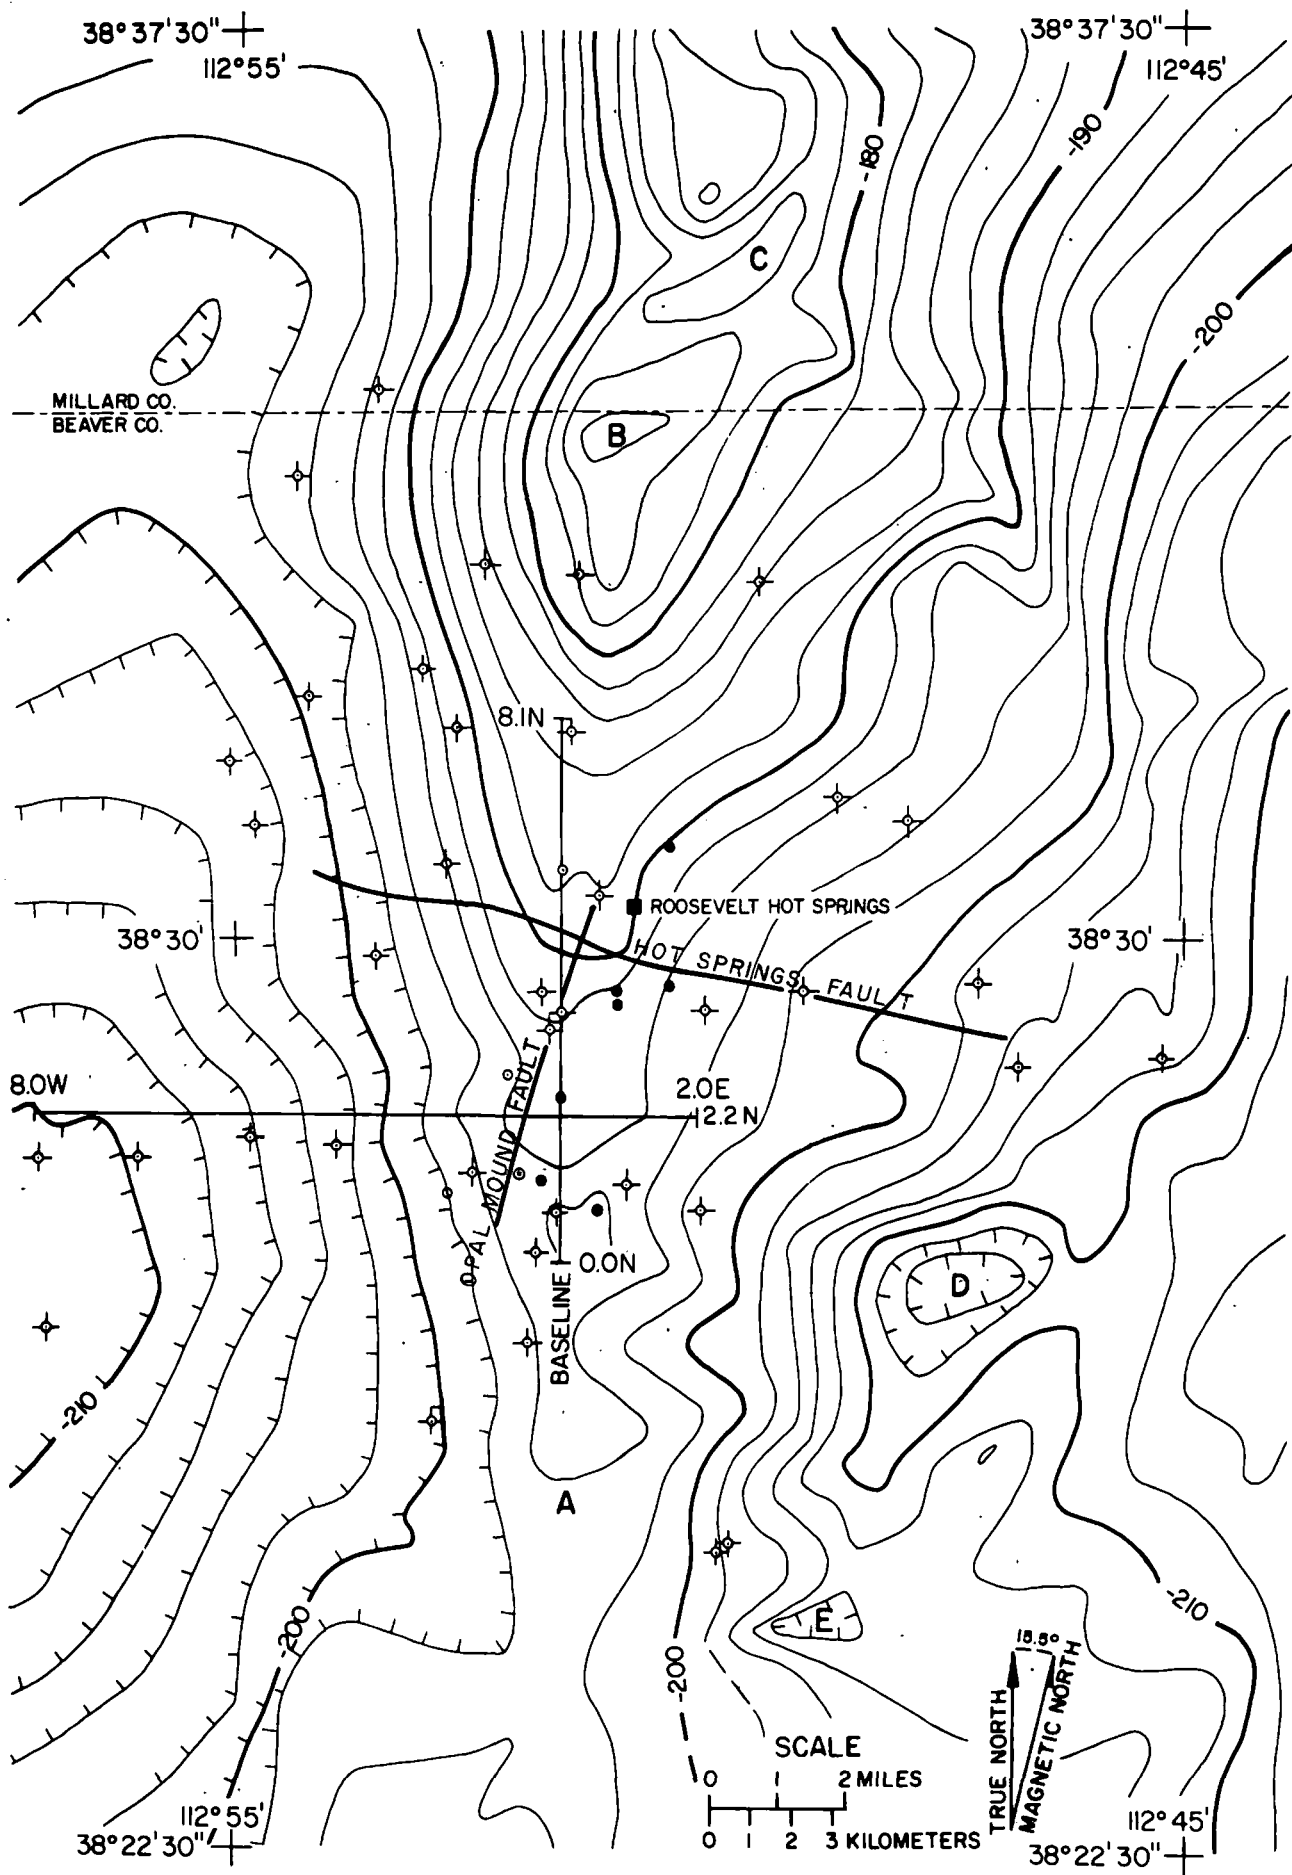 38°37'30"
112°55'
38°37'30"
112°45'
-180
-190
C
-200
MILLARD CO.
BEAVER CO.
B
8.1N
ROOSEVELT HOT SPRINGS
38°30'
38°30'
HOT SPRINGS FAULT
8.0W
2.0E
2.2N
OPAL MOUND FAULT
0.0N
BASELINE
D
-210
A
-200
E
-210
-200
15.5°
TRUE NORTH
MAGNETIC NORTH
SCALE
0 1 2 MILES
0 1 2 3 KILOMETERS
112°55'
38°22'30"
112°45'
38°22'30"